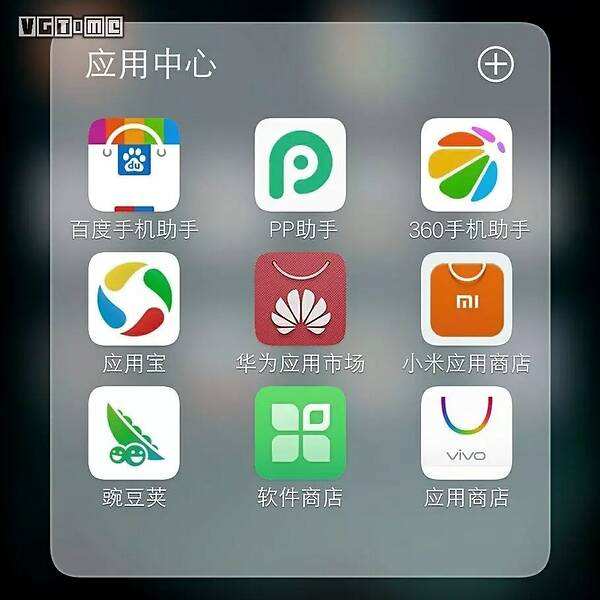 VGTIME
应用中心
du
百度手机助手
PP助手
360手机助手
应用宝
华为应用市场
mi
小米应用商店
豌豆荚
软件商店
vivo
应用商店